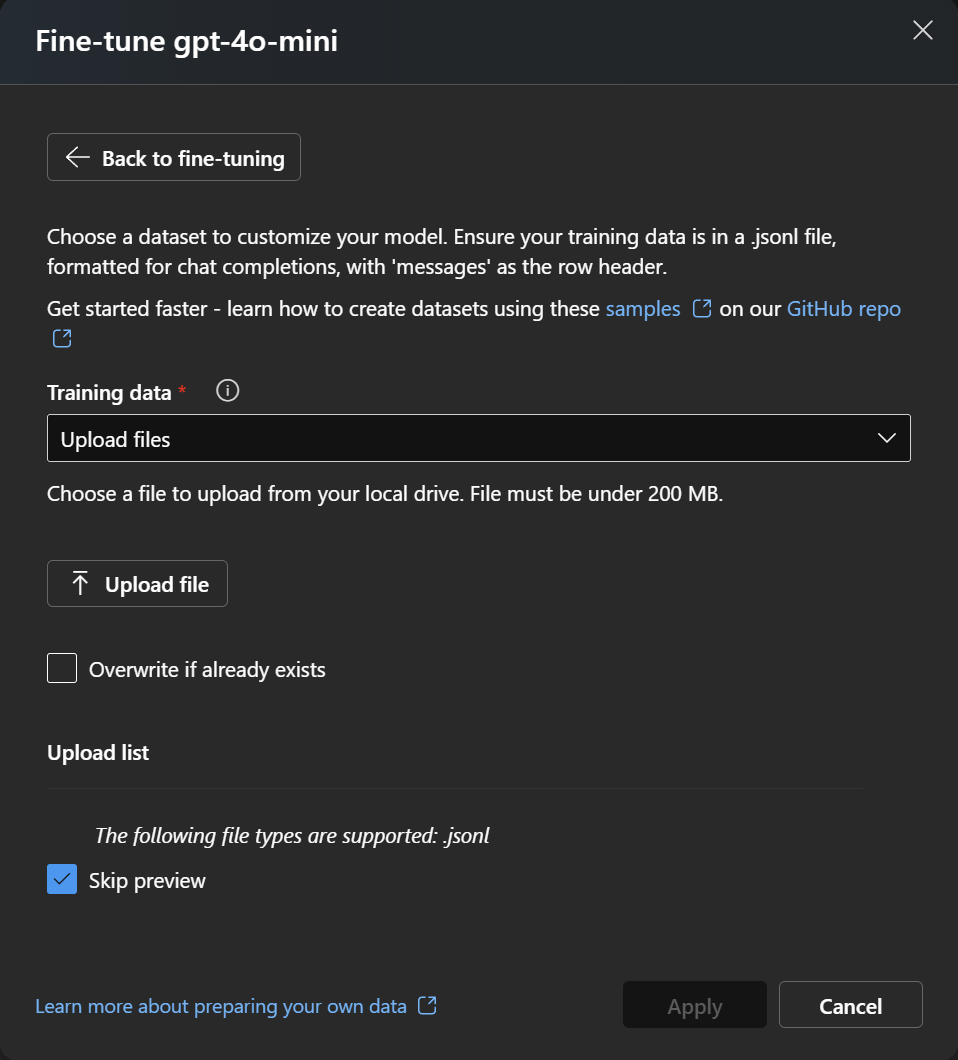 Fine-tune gpt-4o-mini
Back to fine-tuning
Choose a dataset to customize your model. Ensure your training data is in a .jsonl file,
formatted for chat completions, with 'messages' as the row header.
Get started faster - learn how to create datasets using these samples on our GitHub repo
Training data *
Upload files
Choose a file to upload from your local drive. File must be under 200 MB.
Upload file
Overwrite if already exists
Upload list
The following file types are supported: .jsonl
Skip preview
Learn more about preparing your own data
Apply
Cancel